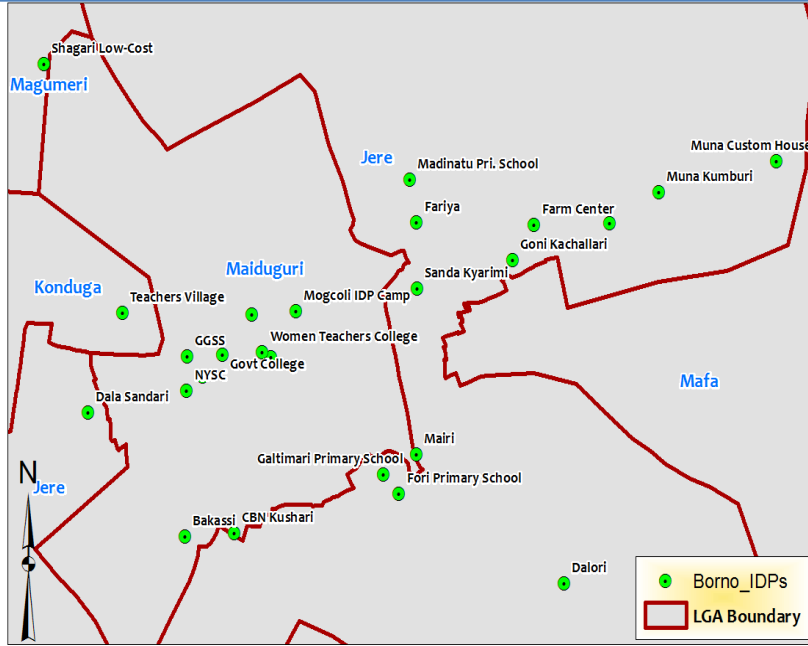 Shagari Low-Cost
Magumeri
Muna Custom House
Jere
Madinatu Pri. School
Muna Kumburi
Fariya
Farm Center
Goni Kachallari
Maiduguri
Sanda Kyarimi
Konduga
Teachers Village
Mogcoli IDP Camp
Women Teachers College
GGSS
Govt College
NYSC
Mafa
Dala Sandari
Mairi
Galtimari Primary School
Fori Primary School
N
Jere
Bakassi
CBN Kushari
Dalori
Borno_IDPs
LGA Boundary